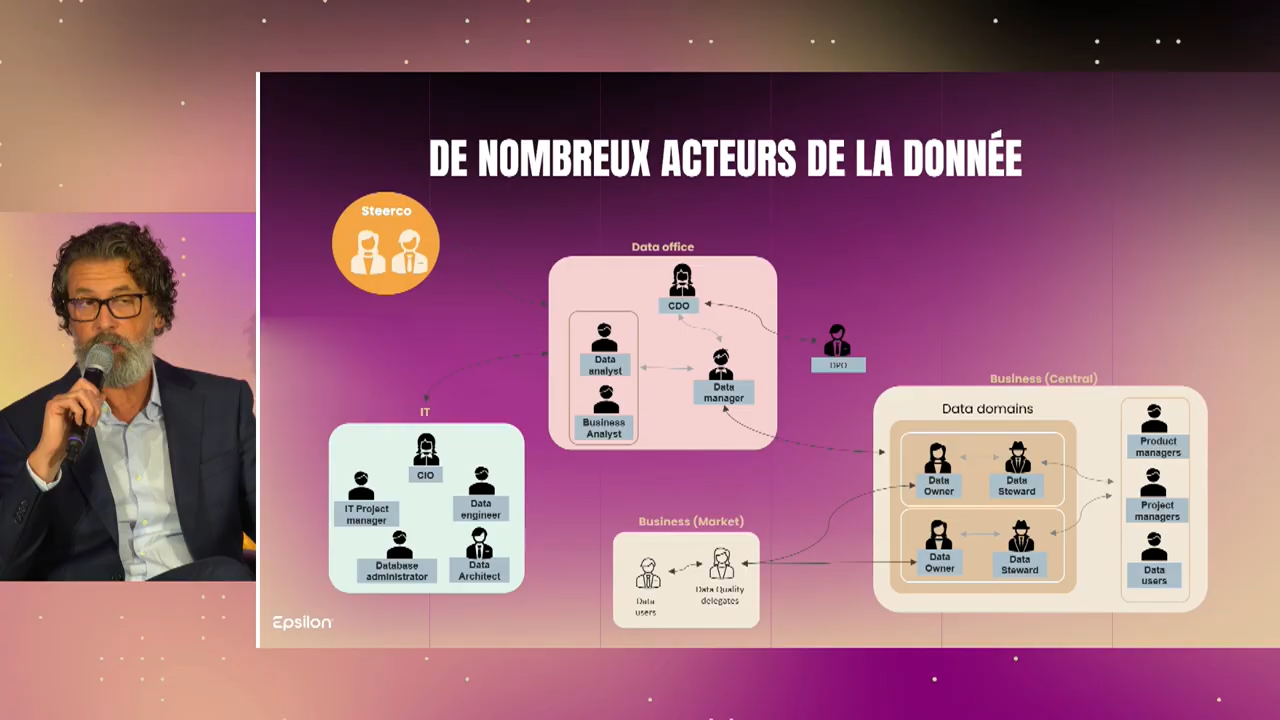 DE NOMBREUX ACTEURS DE LA DONNÉE
Steerco
Data office
CDO
Data
analyst
Business
Analyst
Data
manager
DPO
IT
CIO
IT Project
manager
Data
engineer
Database
administrator
Data
Architect
Business (Market)
Data
users
Data Quality
delegates
Business (Central)
Data domains
Data
Owner
Data
Steward
Data
Owner
Data
Steward
Product
managers
Project
managers
Data
users
Epsilon